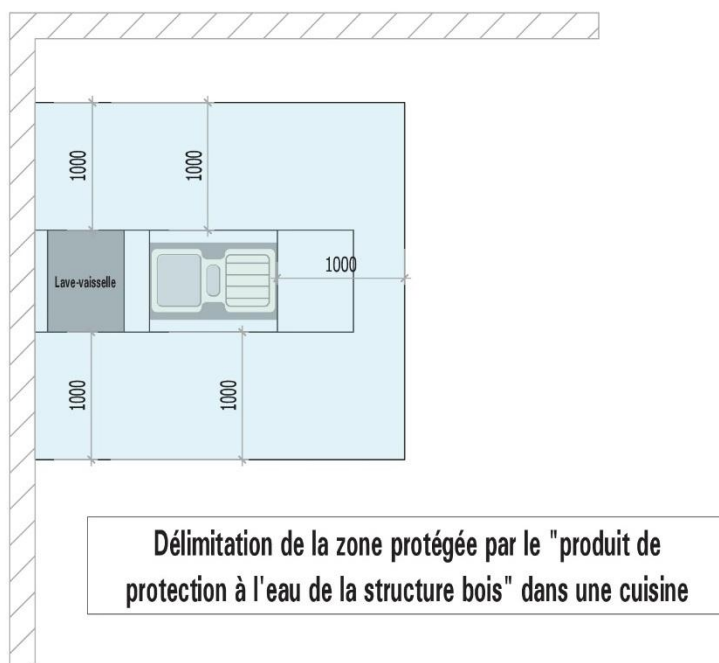 1000
1000
Lave-vaisselle
1000
1000
1000
Délimitation de la zone protégée par le "produit de
protection à l'eau de la structure bois" dans une cuisine